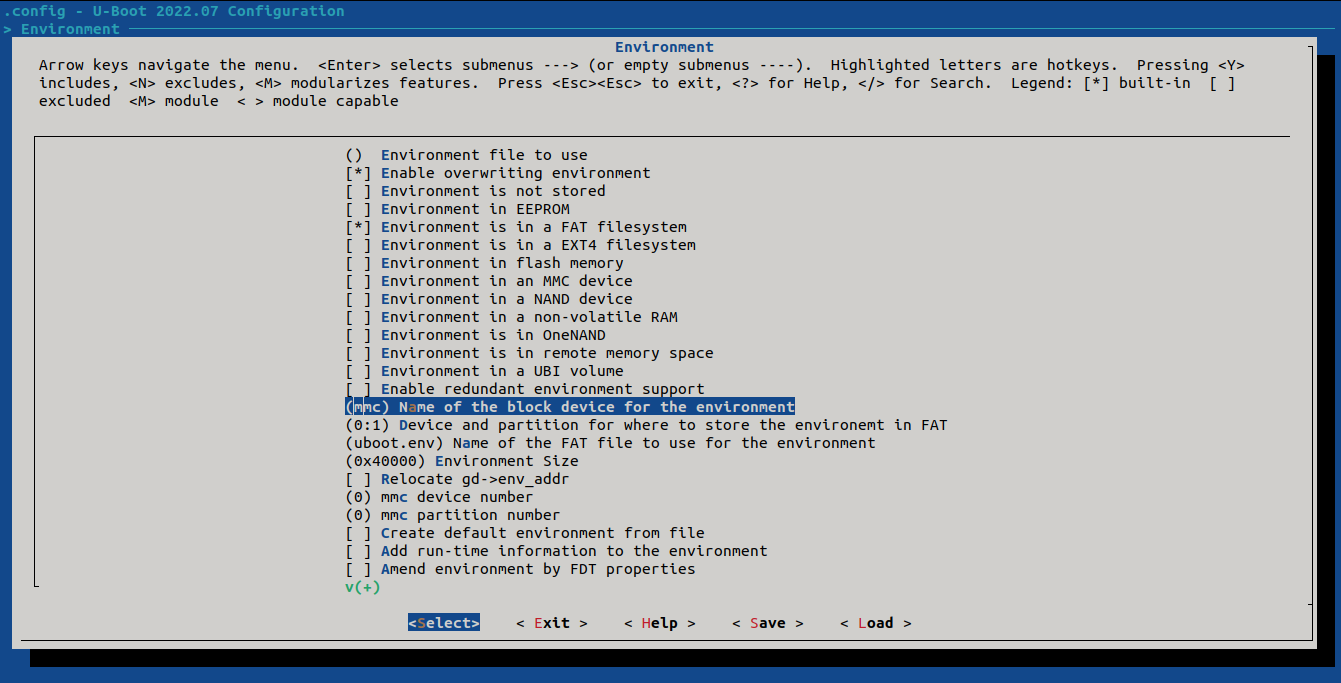 .config - U-Boot 2022.07 Configuration
> Environment
Environment
Arrow keys navigate the menu.  <Enter> selects submenus ---> (or empty submenus ----).  Highlighted letters are hotkeys.  Pressing <Y>
includes, <N> excludes, <M> modularizes features.  Press <Esc><Esc> to exit, <?> for Help, </> for Search.  Legend: [*] built-in  [ ]
excluded  <M> module  < > module capable
()  Environment file to use
[*] Enable overwriting environment
[ ] Environment is not stored
[ ] Environment in EEPROM
[*] Environment is in a FAT filesystem
[ ] Environment is in a EXT4 filesystem
[ ] Environment in flash memory
[ ] Environment in an MMC device
[ ] Environment in a NAND device
[ ] Environment in a non-volatile RAM
[ ] Environment is in OneNAND
[ ] Environment is in remote memory space
[ ] Environment in a UBI volume
[ ] Enable redundant environment support
(mmc) Name of the block device for the environment
(0:1) Device and partition for where to store the environemt in FAT
(uboot.env) Name of the FAT file to use for the environment
(0x40000) Environment Size
[ ] Relocate gd->env_addr
(0) mmc device number
(0) mmc partition number
[ ] Create default environment from file
[ ] Add run-time information to the environment
[ ] Amend environment by FDT properties
v(+)
<Select>    < Exit >    < Help >    < Save >    < Load >